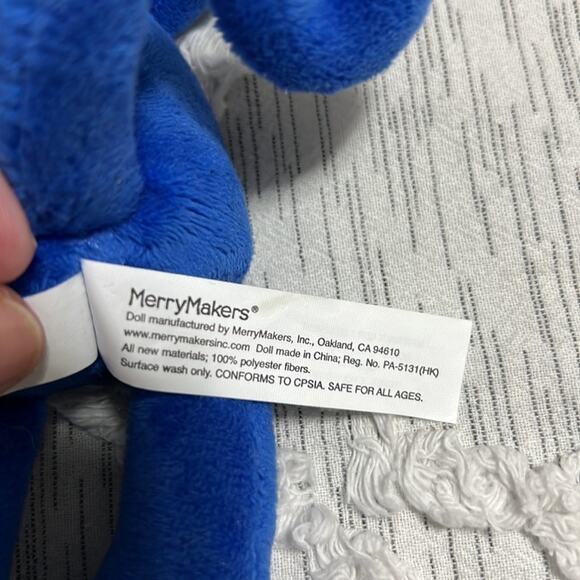 MerryMakers®
Doll manufactured by MerryMakers, Inc., Oakland, CA 94610
www.merrymakersinc.com Doll made in China; Reg. No. PA-5131(HK)
All new materials; 100% polyester fibers.
Surface wash only. CONFORMS TO CPSIA. SAFE FOR ALL AGES.